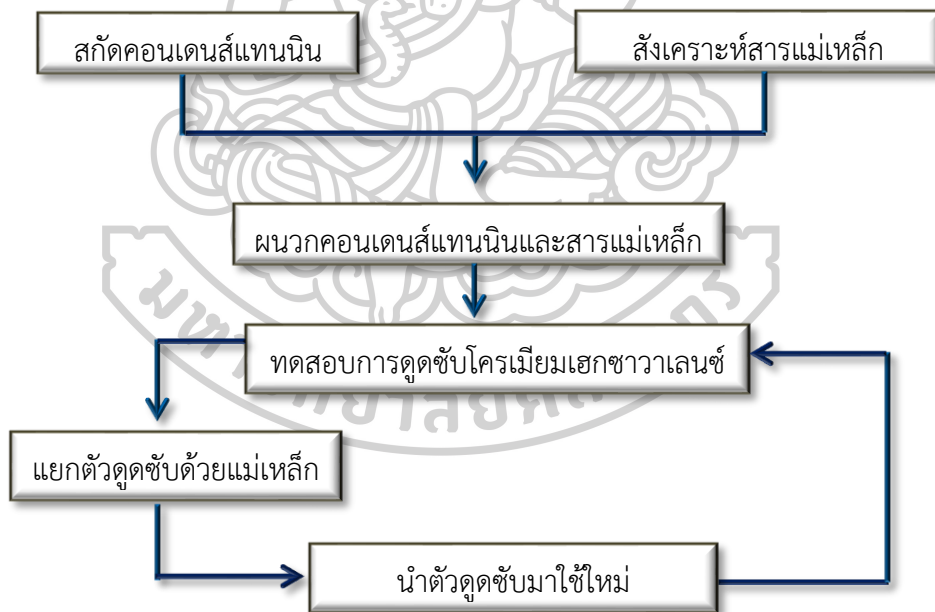 สกัดคอนเดนส์แทนนิน
สังเคราะห์สารแม่เหล็ก
ผนวกคอนเดนส์แทนนินและสารแม่เหล็ก
ทดสอบการดูดซับโครเมียมเฮกซาวาเลนซ์
แยกตัวดูดซับด้วยแม่เหล็ก
นำตัวดูดซับมาใช้ใหม่